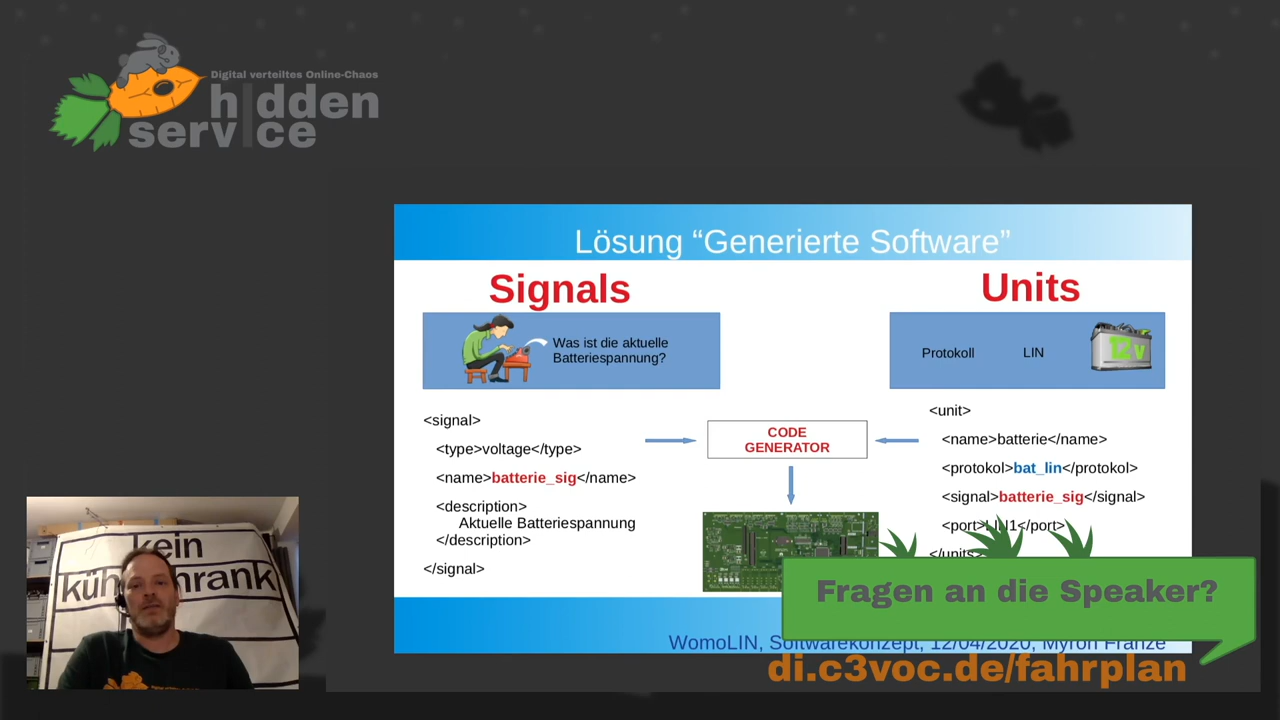 Digital verteiltes Online-Chaos
hidden
service
Lösung “Generierte Software”
Signals
Units
Was ist die aktuelle
Batteriespannung?
Protokoll LIN
12v
<signal>
<type>voltage</type>
<name>batterie_sig</name>
<description>
Aktuelle Batteriespannung
</description>
</signal>
CODE
GENERATOR
<unit>
<name>batterie</name>
<protokol>bat_lin</protokol>
<signal>batterie_sig</signal>
<port>LIN1</port>
</units>
kein
kühlschrank
Fragen an die Speaker?
WomoLIN, Softwarekonzept, 12/04/2020, Myron Franze
di.c3voc.de/fahrplan